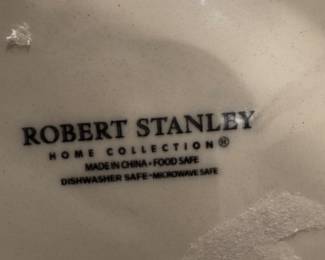 ROBERT STANLEY
HOME COLLECTION®
MADE IN CHINA • FOOD SAFE
DISHWASHER SAFE • MICROWAVE SAFE